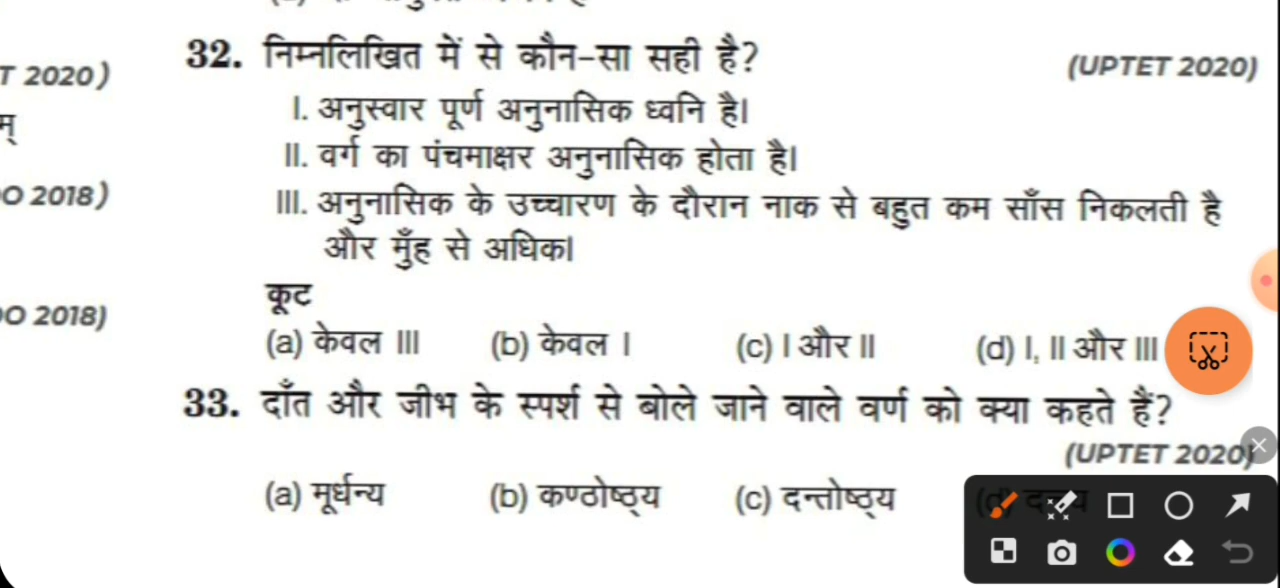 32. निम्नलिखित में से कौन-सा सही है?
(UPTET 2020)
T 2020)
I. अनुस्वार पूर्ण अनुनासिक ध्वनि है।
म्
II. वर्ग का पंचमाक्षर अनुनासिक होता है।
O 2018)
III. अनुनासिक के उच्चारण के दौरान नाक से बहुत कम साँस निकलती है
और मुँह से अधिक।
कूट
O 2018)
(a) केवल III (b) केवल I (c) I और II (d) I, II और III
33. दाँत और जीभ के स्पर्श से बोले जाने वाले वर्ण को क्या कहते हैं?
(UPTET 2020)
(a) मूर्धन्य (b) कण्ठोष्ठ्य (c) दन्तोष्ठ्य